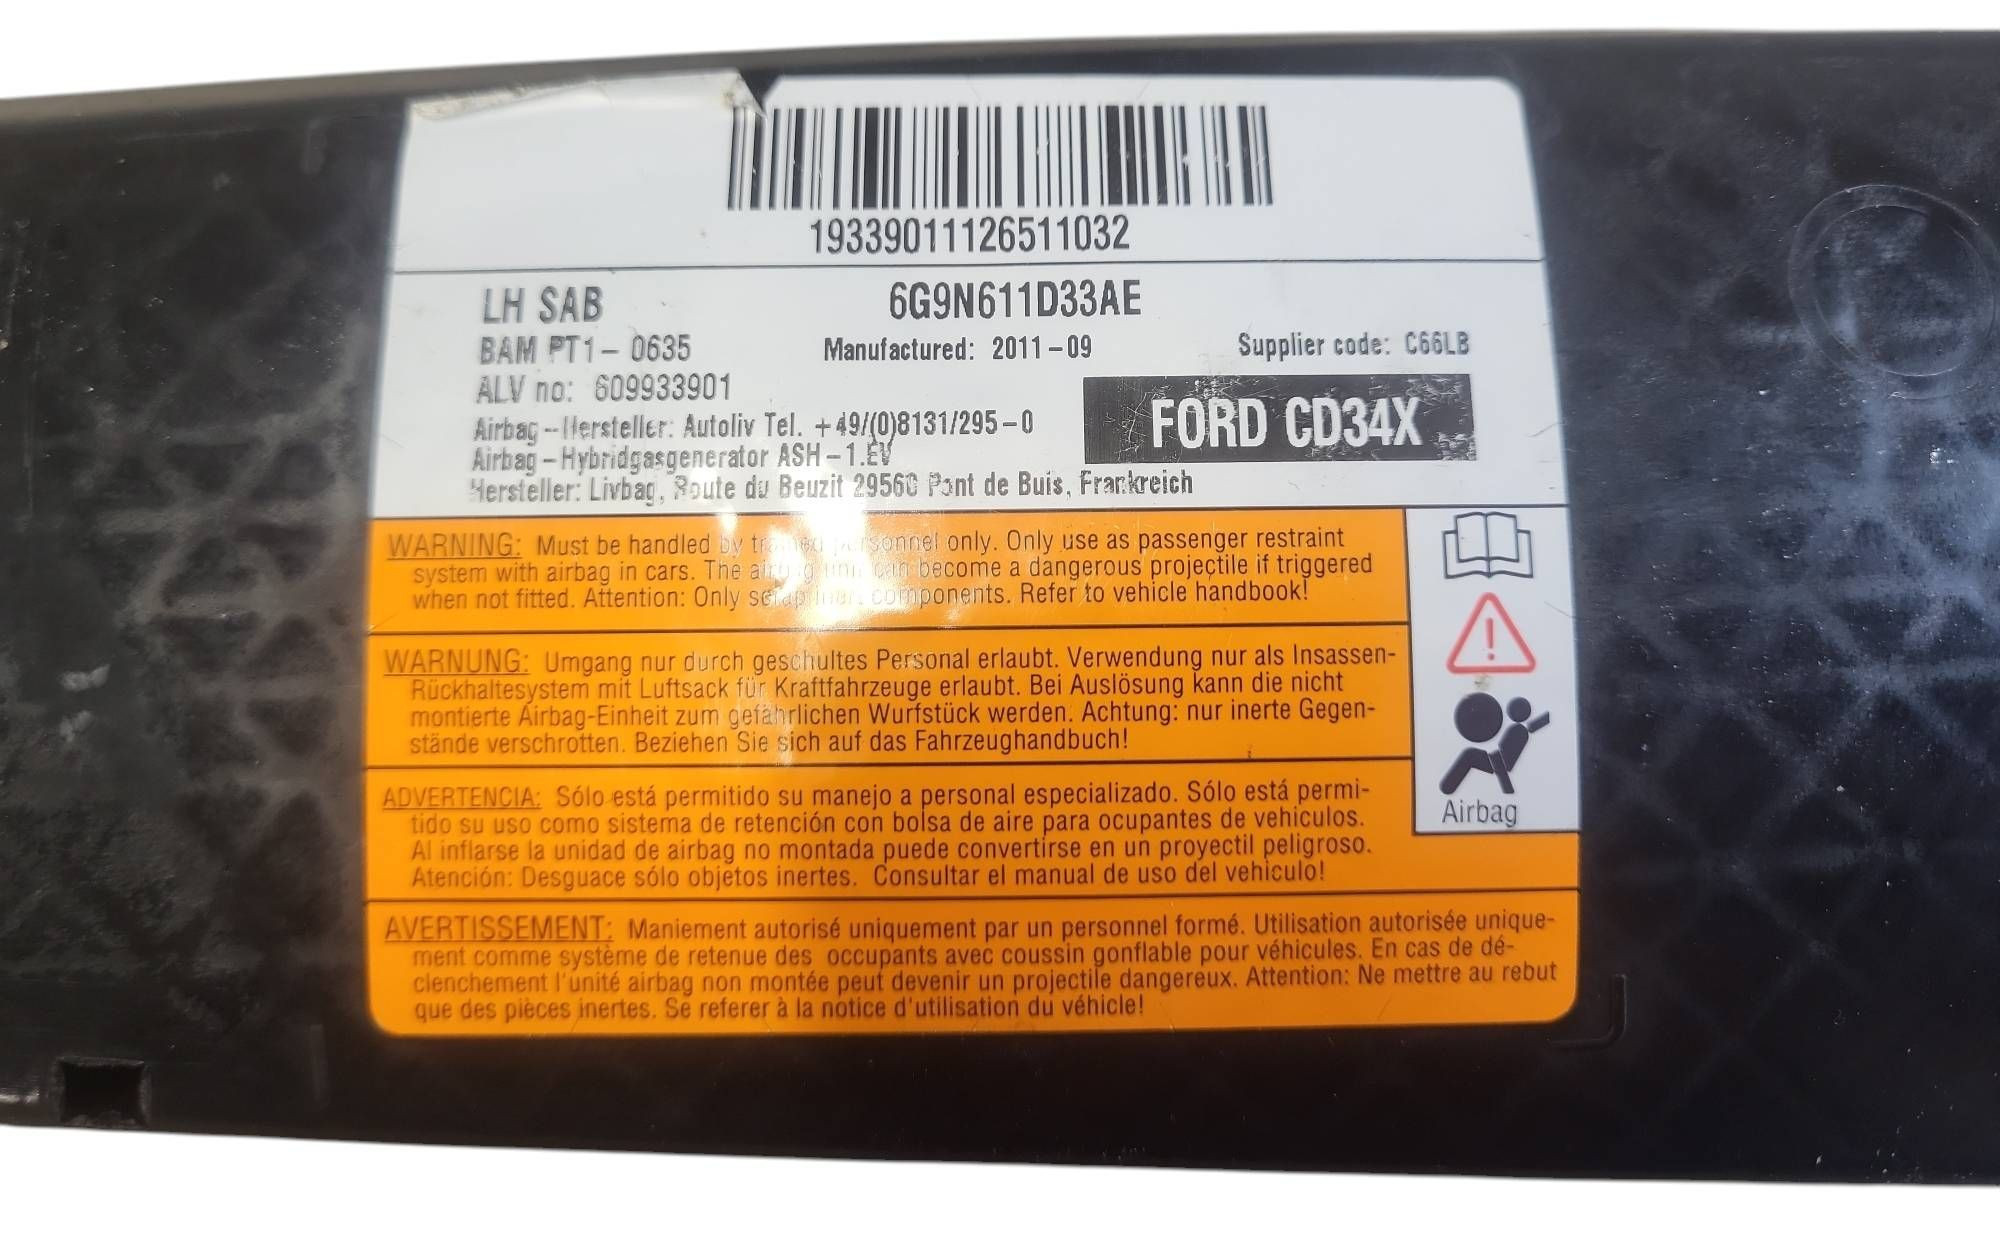 19339011126511032
LH SAB
6G9N611D33AE
BAM PT1-0635
Manufactured: 2011-09
Supplier code: C66LB
ALV no: 609933901
Airbag-Hersteller: Autoliv Tel. +49/(0)8131/295-0
FORD CD34X
Airbag-Hybridgasgenerator ASH-1.EV
Hersteller: Livbag, Route du Beuzit 29560 Pont de Buis, Frankreich
WARNING: Must be handled by trained personnel only. Only use as passenger restraint
system with airbag in cars. The airbag unit can become a dangerous projectile if triggered
when not fitted. Attention: Only scrap inert components. Refer to vehicle handbook!
WARNUNG: Umgang nur durch geschultes Personal erlaubt. Verwendung nur als Insassen-
Rückhaltesystem mit Luftsack für Kraftfahrzeuge erlaubt. Bei Auslösung kann die nicht
montierte Airbag-Einheit zum gefährlichen Wurfstück werden. Achtung: nur inerte Gegen-
stände verschrotten. Beziehen Sie sich auf das Fahrzeughandbuch!
ADVERTENCIA: Sólo está permitido su manejo a personal especializado. Sólo está permi-
tido su uso como sistema de retención con bolsa de aire para ocupantes de vehiculos.
Al inflarse la unidad de airbag no montada puede convertirse en un proyectil peligroso.
Atención: Desguace sólo objetos inertes. Consultar el manual de uso del vehiculo!
Airbag
AVERTISSEMENT: Maniement autorisé uniquement par un personnel formé. Utilisation autorisée unique-
ment comme système de retenue des occupants avec coussin gonflable pour véhicules. En cas de dé-
clenchement l'unité airbag non montée peut devenir un projectile dangereux. Attention: Ne mettre au rebut
que des pièces inertes. Se referer à la notice d'utilisation du véhicle!